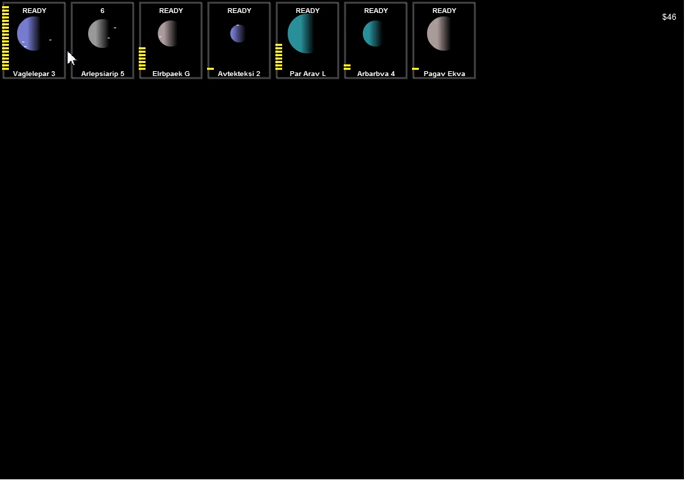 READY
Vaglelepar 3
6
Arlepsiarip 5
READY
Elrbpaek G
READY
Avtekteksi 2
READY
Par Arav L
READY
Arbarbva 4
READY
Pagav Ekva
$46